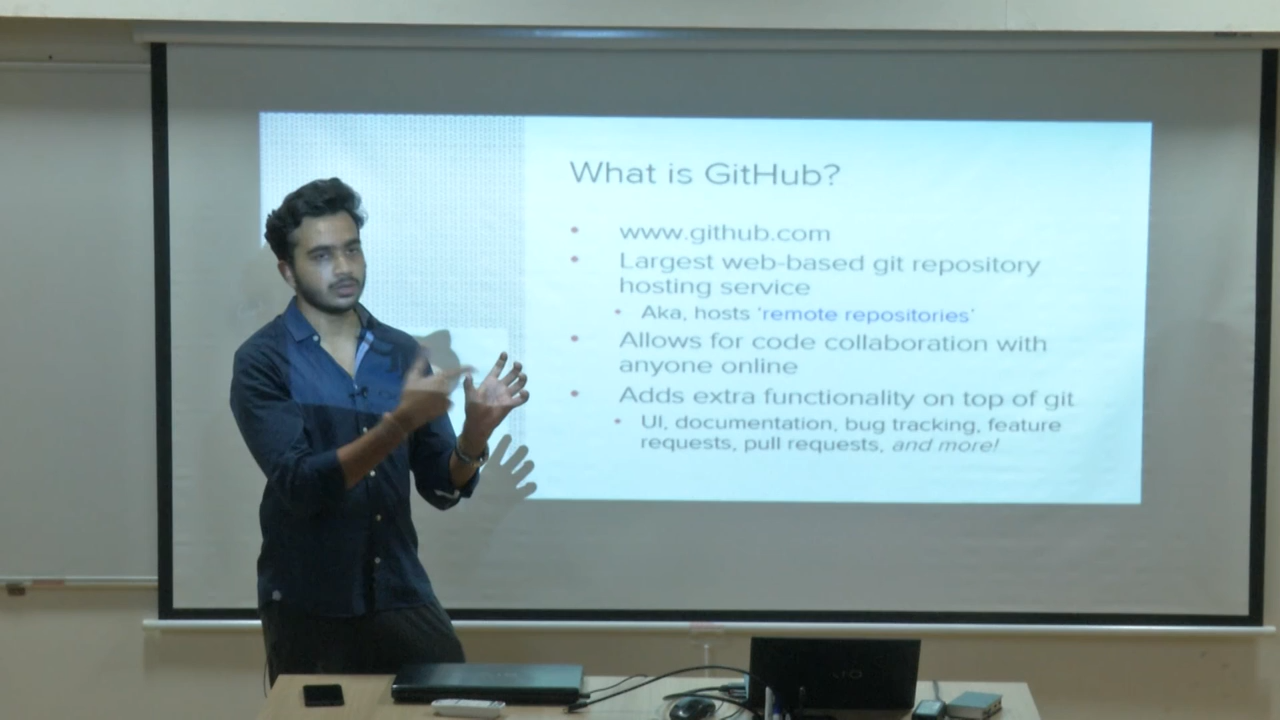 What is GitHub?
www.github.com
Largest web-based git repository
hosting service
Aka, hosts 'remote repositories'
Allows for code collaboration with
anyone online
Adds extra functionality on top of git
UI, documentation, bug tracking, feature
requests, pull requests, and more!